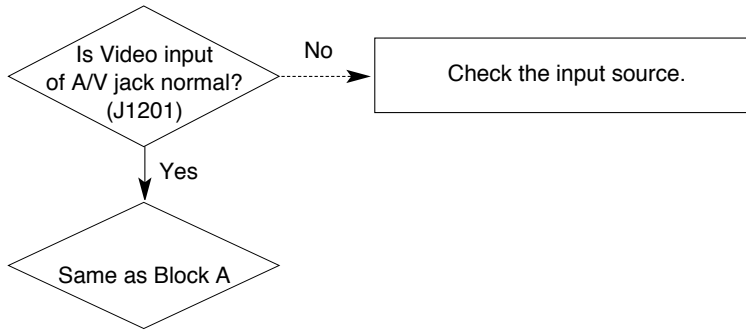 Is Video input
of A/V jack normal?
(J1201)
No
Check the input source.
Yes
Same as Block A